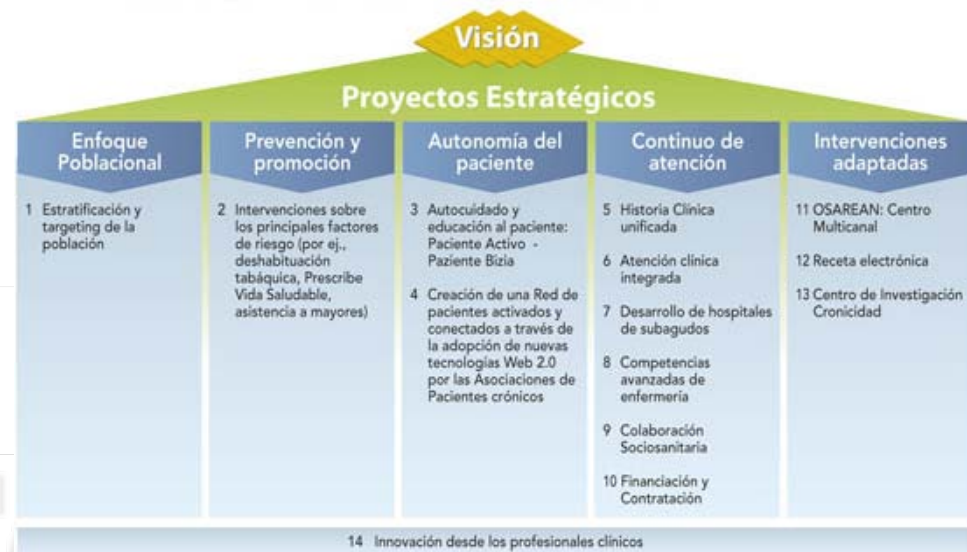 Visión
Proyectos Estratégicos
Enfoque
Poblacional
1 Estratificación y
targeting de la
población
Prevención y
promoción
2 Intervenciones sobre
los principales factores
de riesgo (por ej.,
deshabituación
tabáquica, Prescribe
Vida Saludable,
asistencia a mayores)
Autonomía del
paciente
3 Autocuidado y
educación al paciente:
Paciente Activo -
Paziente Bizia
4 Creación de una Red de
pacientes activados y
conectados a través de
la adopción de nuevas
tecnologías Web 2.0
por las Asociaciones de
Pacientes crónicos
Continuo de
atención
5 Historia Clínica
unificada
6 Atención clínica
integrada
7 Desarrollo de hospitales
de subagudos
8 Competencias
avanzadas de
enfermería
9 Colaboración
Sociosanitaria
10 Financiación y
Contratación
Intervenciones
adaptadas
11 OSAREAN: Centro
Multicanal
12 Receta electrónica
13 Centro de Investigación
Cronicidad
14 Innovación desde los profesionales clínicos